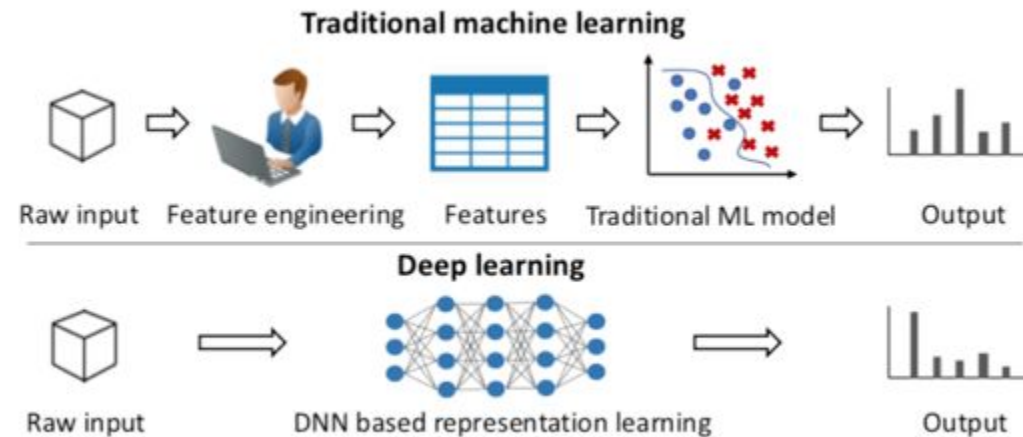 Traditional machine learning
Raw input
Feature engineering
Features
Traditional ML model
Output
Deep learning
Raw input
DNN based representation learning
Output